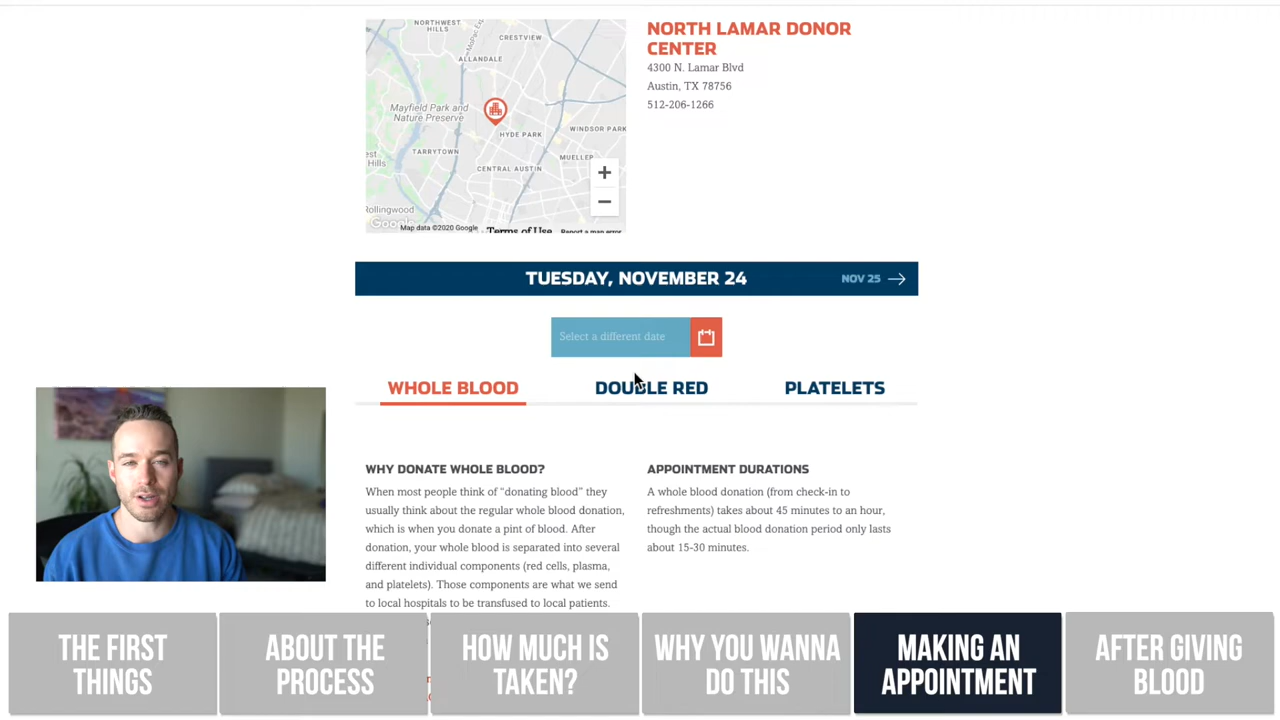 NORTHWEST
HILLS
CRESTVIEW
ALLANDALE
Mayfield Park and
Nature Preserve
HYDE PARK
WINDSOR PARK
TARRYTOWN
MUELLER
CENTRAL AUSTIN
est
Hills
Rollingwood
Google
Map data ©2020 Google
Terms of Use
Report a map error
NORTH LAMAR DONOR
CENTER
4300 N. Lamar Blvd
Austin, TX 78756
512-206-1266
TUESDAY, NOVEMBER 24
NOV 25
Select a different date
WHOLE BLOOD
DOUBLE RED
PLATELETS
WHY DONATE WHOLE BLOOD?
When most people think of “donating blood” they
usually think about the regular whole blood donation,
which is when you donate a pint of blood. After
donation, your whole blood is separated into several
different individual components (red cells, plasma,
and platelets). Those components are what we send
to local hospitals to be transfused to local patients.
APPOINTMENT DURATIONS
A whole blood donation (from check-in to
refreshments) takes about 45 minutes to an hour,
though the actual blood donation period only lasts
about 15-30 minutes.
THE FIRST
THINGS
ABOUT THE
PROCESS
HOW MUCH IS
TAKEN?
WHY YOU WANNA
DO THIS
MAKING AN
APPOINTMENT
AFTER GIVING
BLOOD